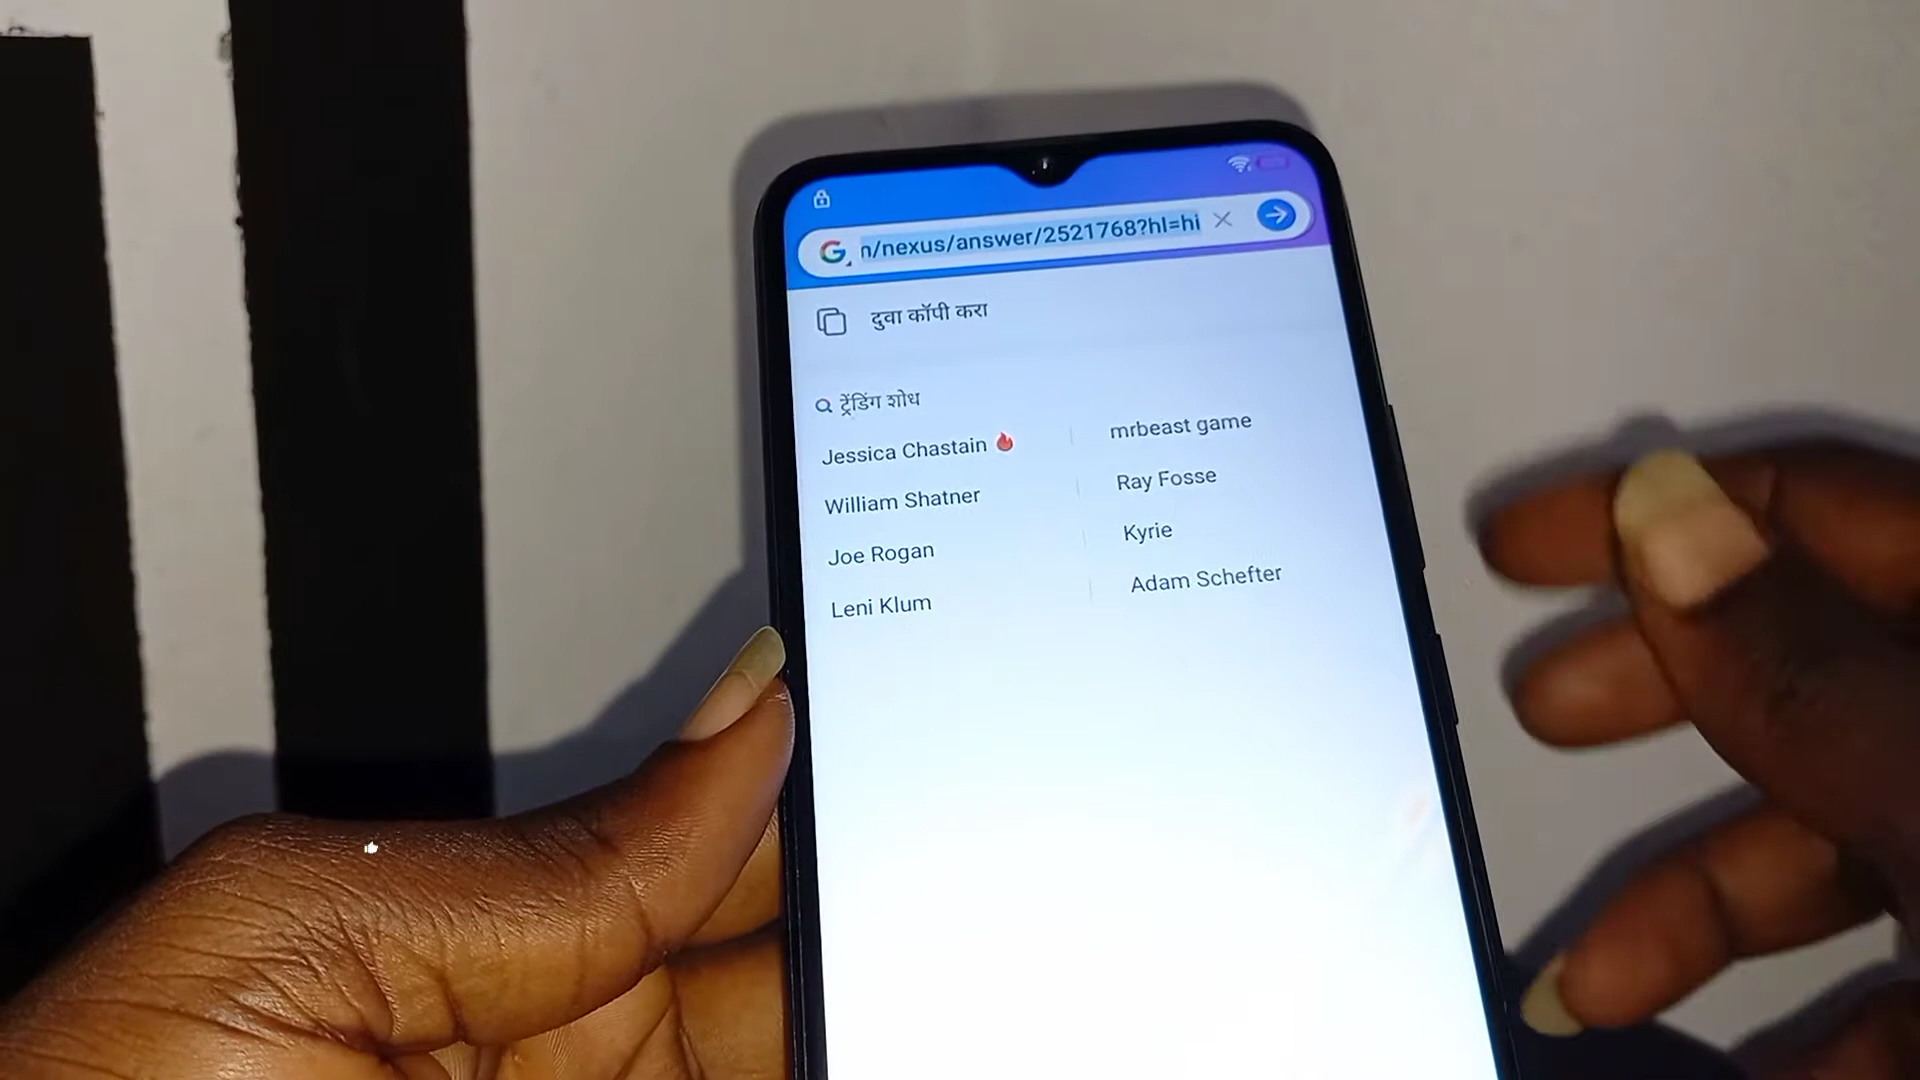 n/nexus/answer/2521768?hl=hi
दुवा कॉपी करा
ट्रेंडिंग शोध
Jessica Chastain
mrbeast game
William Shatner
Ray Fosse
Joe Rogan
Kyrie
Leni Klum
Adam Schefter